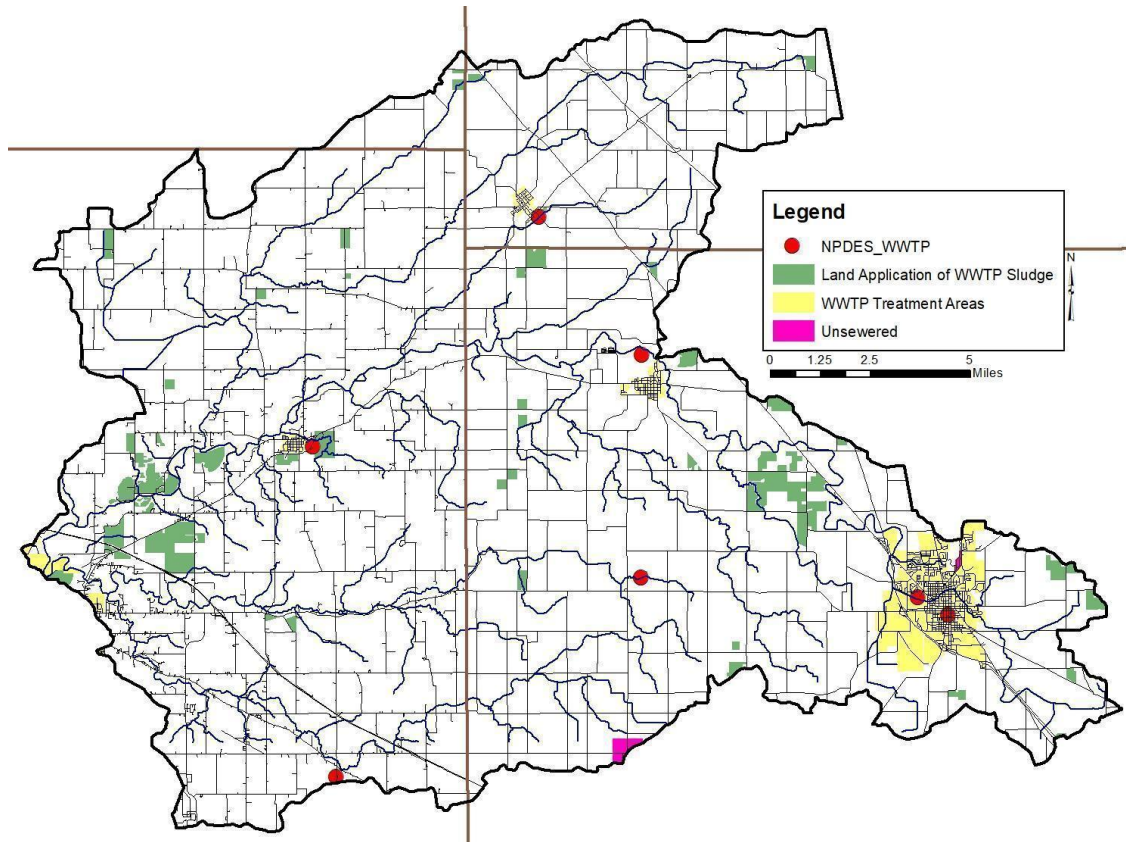 Legend
NPDES_WWTP
Land Application of WWTP Sludge
WWTP Treatment Areas
Unsewered
N
0 1.25 2.5 5
Miles